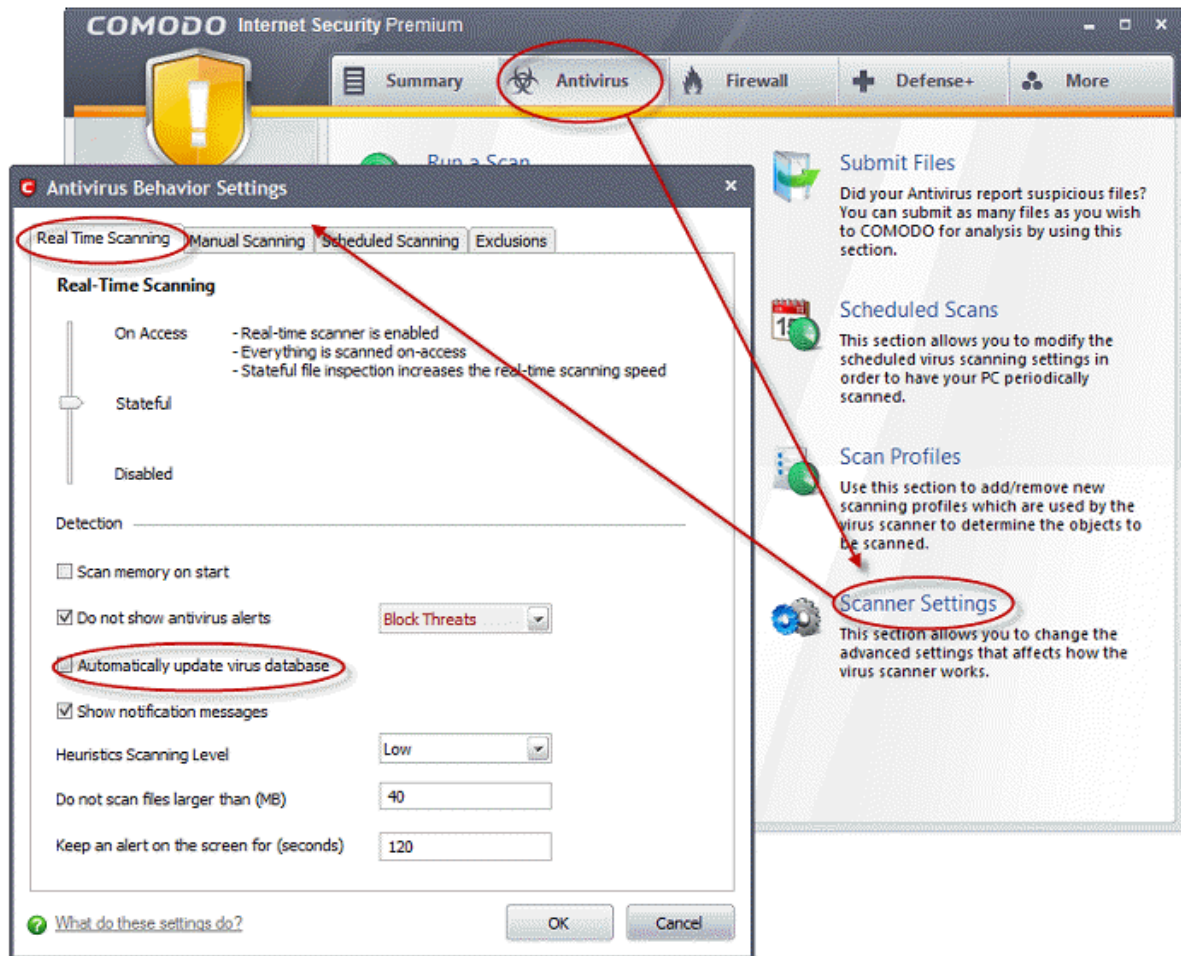 COMODO Internet Security Premium
Summary
Antivirus
Firewall
Defense+
More
Run a Scan
Submit Files
Did your Antivirus report suspicious files?
You can submit as many files as you wish
to COMODO for analysis by using this
section.
Scheduled Scans
This section allows you to modify the
scheduled virus scanning settings in
order to have your PC periodically
scanned.
Scan Profiles
Use this section to add/remove new
scanning profiles which are used by the
virus scanner to determine the objects to
be scanned.
Scanner Settings
This section allows you to change the
advanced settings that affects how the
virus scanner works.
Antivirus Behavior Settings
Real Time Scanning
Manual Scanning
Scheduled Scanning
Exclusions
Real-Time Scanning
On Access
- Real-time scanner is enabled
- Everything is scanned on-access
- Stateful file inspection increases the real-time scanning speed
Stateful
Disabled
Detection
Scan memory on start
Do not show antivirus alerts
Block Threats
Automatically update virus database
Show notification messages
Heuristics Scanning Level
Low
Do not scan files larger than (MB)
40
Keep an alert on the screen for (seconds)
120
What do these settings do?
OK
Cancel